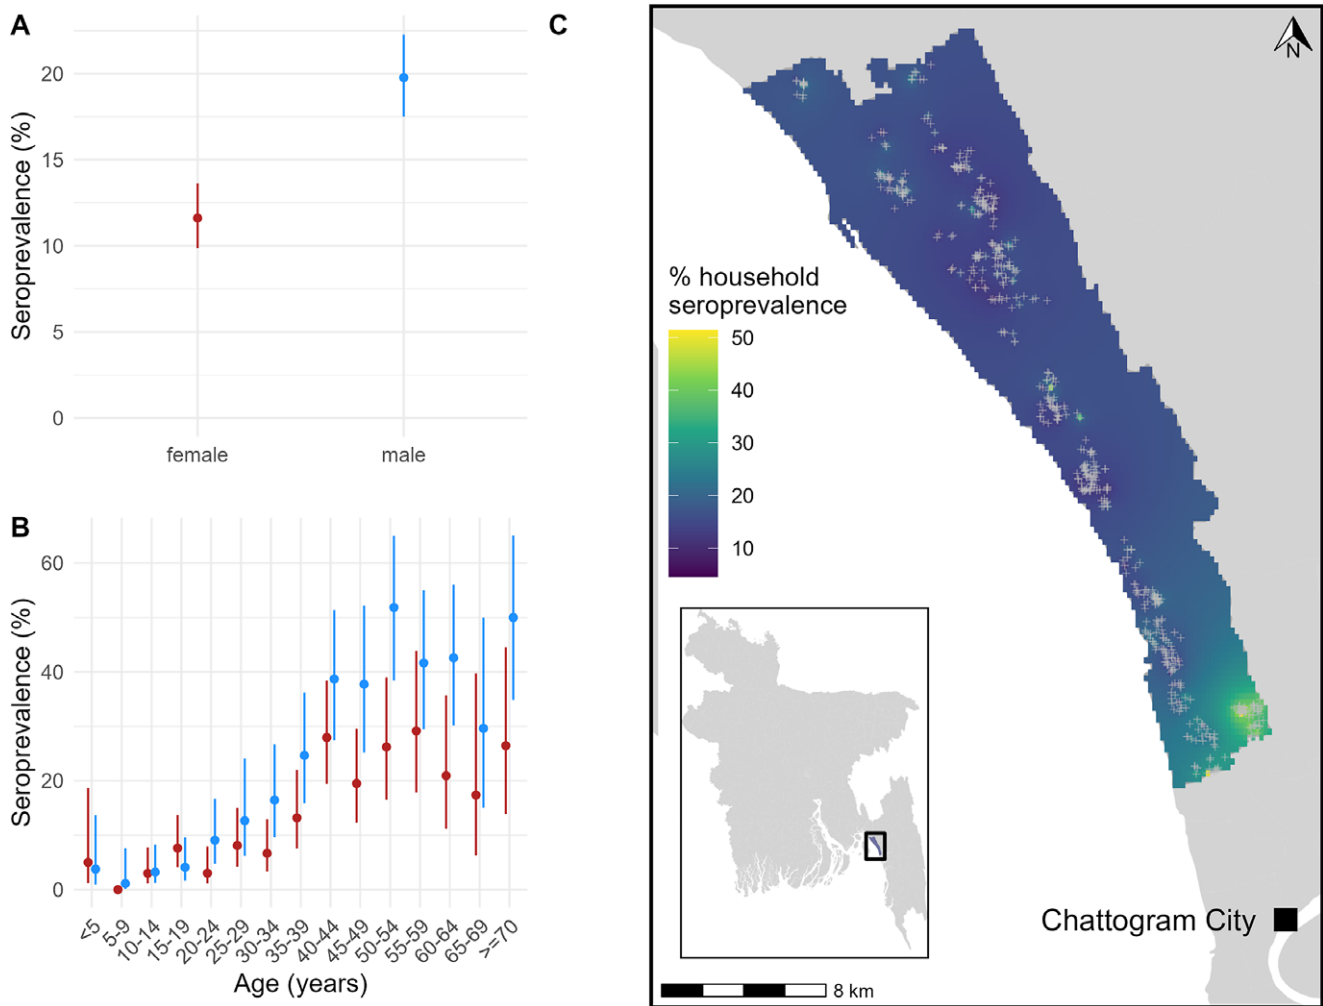 A
Seroprevalence (%)
20
15
10
5
0
female male
B
Seroprevalence (%)
60
40
20
0
<5 5-9 10-14 15-19 20-24 25-29 30-34 35-39 40-44 45-49 50-54 55-59 60-64 65-69 >=70
Age (years)
C
N
% household
seroprevalence
50
40
30
20
10
Chattogram City
8 km